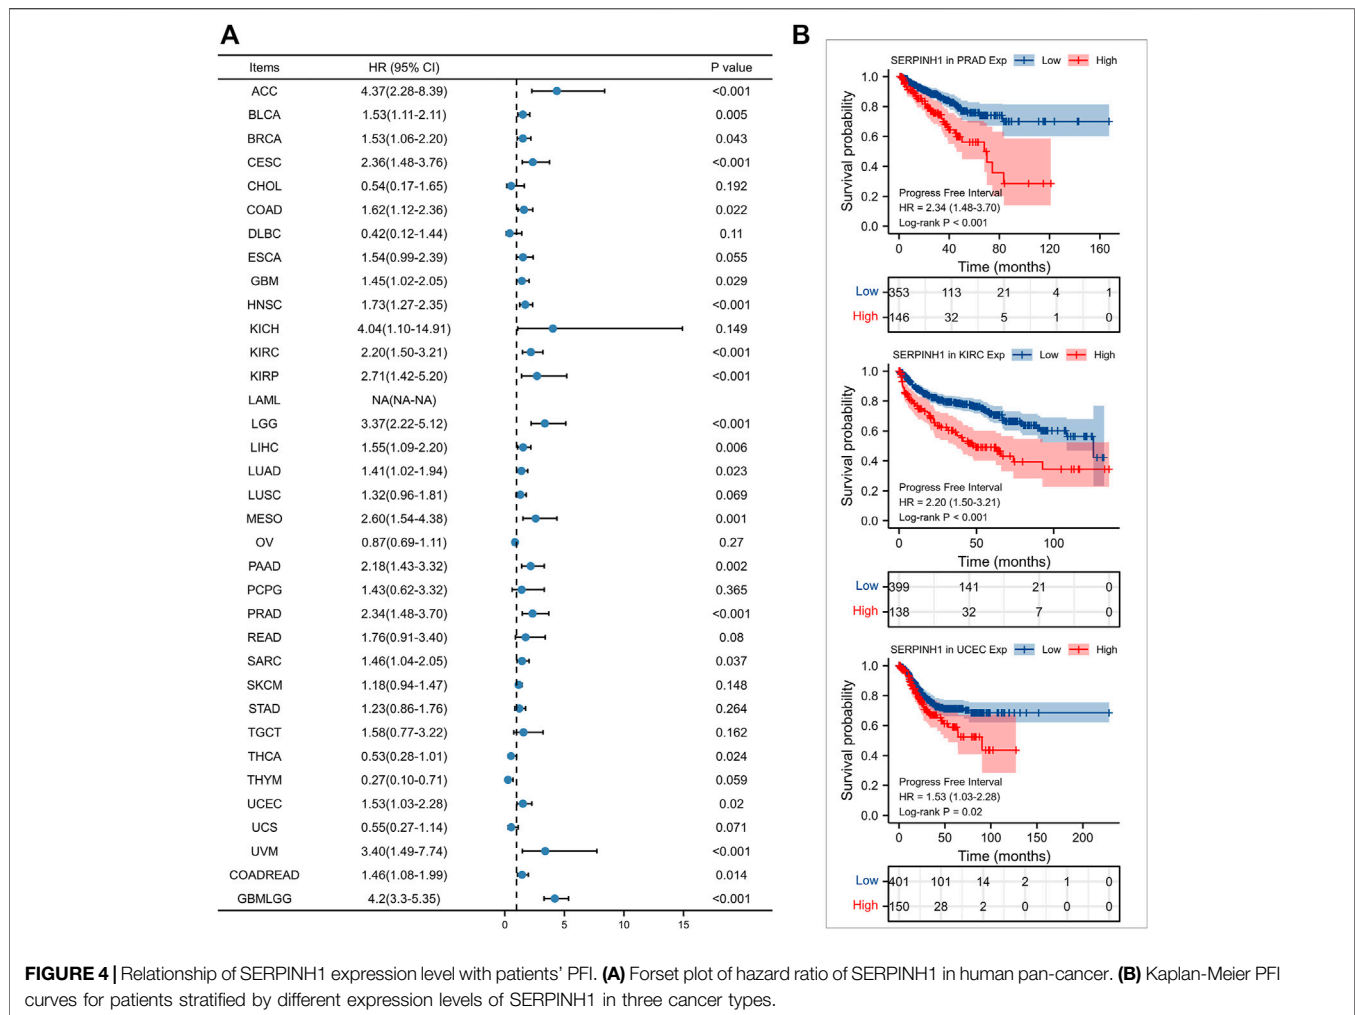 A
Items HR (95% CI) P value
ACC 4.37(2.28-8.39) <0.001
BLCA 1.53(1.11-2.11) 0.005
BRCA 1.53(1.06-2.20) 0.043
CESC 2.36(1.48-3.76) <0.001
CHOL 0.54(0.17-1.65) 0.192
COAD 1.62(1.12-2.36) 0.022
DLBC 0.42(0.12-1.44) 0.11
ESCA 1.54(0.99-2.39) 0.055
GBM 1.45(1.02-2.05) 0.029
HNSC 1.73(1.27-2.35) <0.001
KICH 4.04(1.10-14.91) 0.149
KIRC 2.20(1.50-3.21) <0.001
KIRP 2.71(1.42-5.20) <0.001
LAML NA(NA-NA)
LGG 3.37(2.22-5.12) <0.001
LIHC 1.55(1.09-2.20) 0.006
LUAD 1.41(1.02-1.94) 0.023
LUSC 1.32(0.96-1.81) 0.069
MESO 2.60(1.54-4.38) 0.001
OV 0.87(0.69-1.11) 0.27
PAAD 2.18(1.43-3.32) 0.002
PCPG 1.43(0.62-3.32) 0.365
PRAD 2.34(1.48-3.70) <0.001
READ 1.76(0.91-3.40) 0.08
SARC 1.46(1.04-2.05) 0.037
SKCM 1.18(0.94-1.47) 0.148
STAD 1.23(0.86-1.76) 0.264
TGCT 1.58(0.77-3.22) 0.162
THCA 0.53(0.28-1.01) 0.024
THYM 0.27(0.10-0.71) 0.059
UCEC 1.53(1.03-2.28) 0.02
UCS 0.55(0.27-1.14) 0.071
UVM 3.40(1.49-7.74) <0.001
COADREAD 1.46(1.08-1.99) 0.014
GBMLGG 4.2(3.3-5.35) <0.001
0 5 10 15
B
SERPINH1 in PRAD Exp Low High
1.0
0.8
0.6
0.4
0.2
0.0
Survival probability
Progress Free Interval
HR = 2.34 (1.48-3.70)
Log-rank P < 0.001
0 40 80 120 160
Time (months)
Low 353 113 21 4 1
High 146 32 5 1 0
SERPINH1 in KIRC Exp Low High
1.0
0.8
0.6
0.4
0.2
0.0
Survival probability
Progress Free Interval
HR = 2.20 (1.50-3.21)
Log-rank P < 0.001
0 50 100
Time (months)
Low 399 141 21 0
High 138 32 7 0
SERPINH1 in UCEC Exp Low High
1.0
0.8
0.6
0.4
0.2
0.0
Survival probability
Progress Free Interval
HR = 1.53 (1.03-2.28)
Log-rank P = 0.02
0 50 100 150 200
Time (months)
Low 401 101 14 2 1 0
High 150 28 2 0 0 0
FIGURE 4 | Relationship of SERPINH1 expression level with patients' PFI. (A) Forset plot of hazard ratio of SERPINH1 in human pan-cancer. (B) Kaplan-Meier PFI
curves for patients stratified by different expression levels of SERPINH1 in three cancer types.